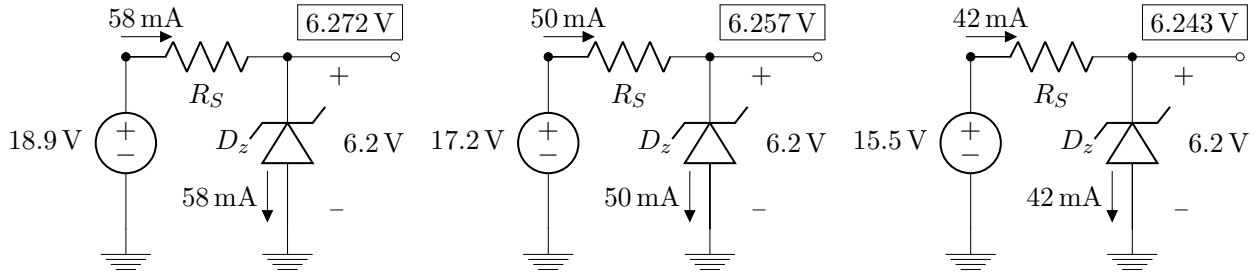 58 mA
6.272 V
R_S
+
18.9 V
+
−
D_z
6.2 V
58 mA
−
50 mA
6.257 V
R_S
+
17.2 V
+
−
D_z
6.2 V
50 mA
−
42 mA
6.243 V
R_S
+
15.5 V
+
−
D_z
6.2 V
42 mA
−